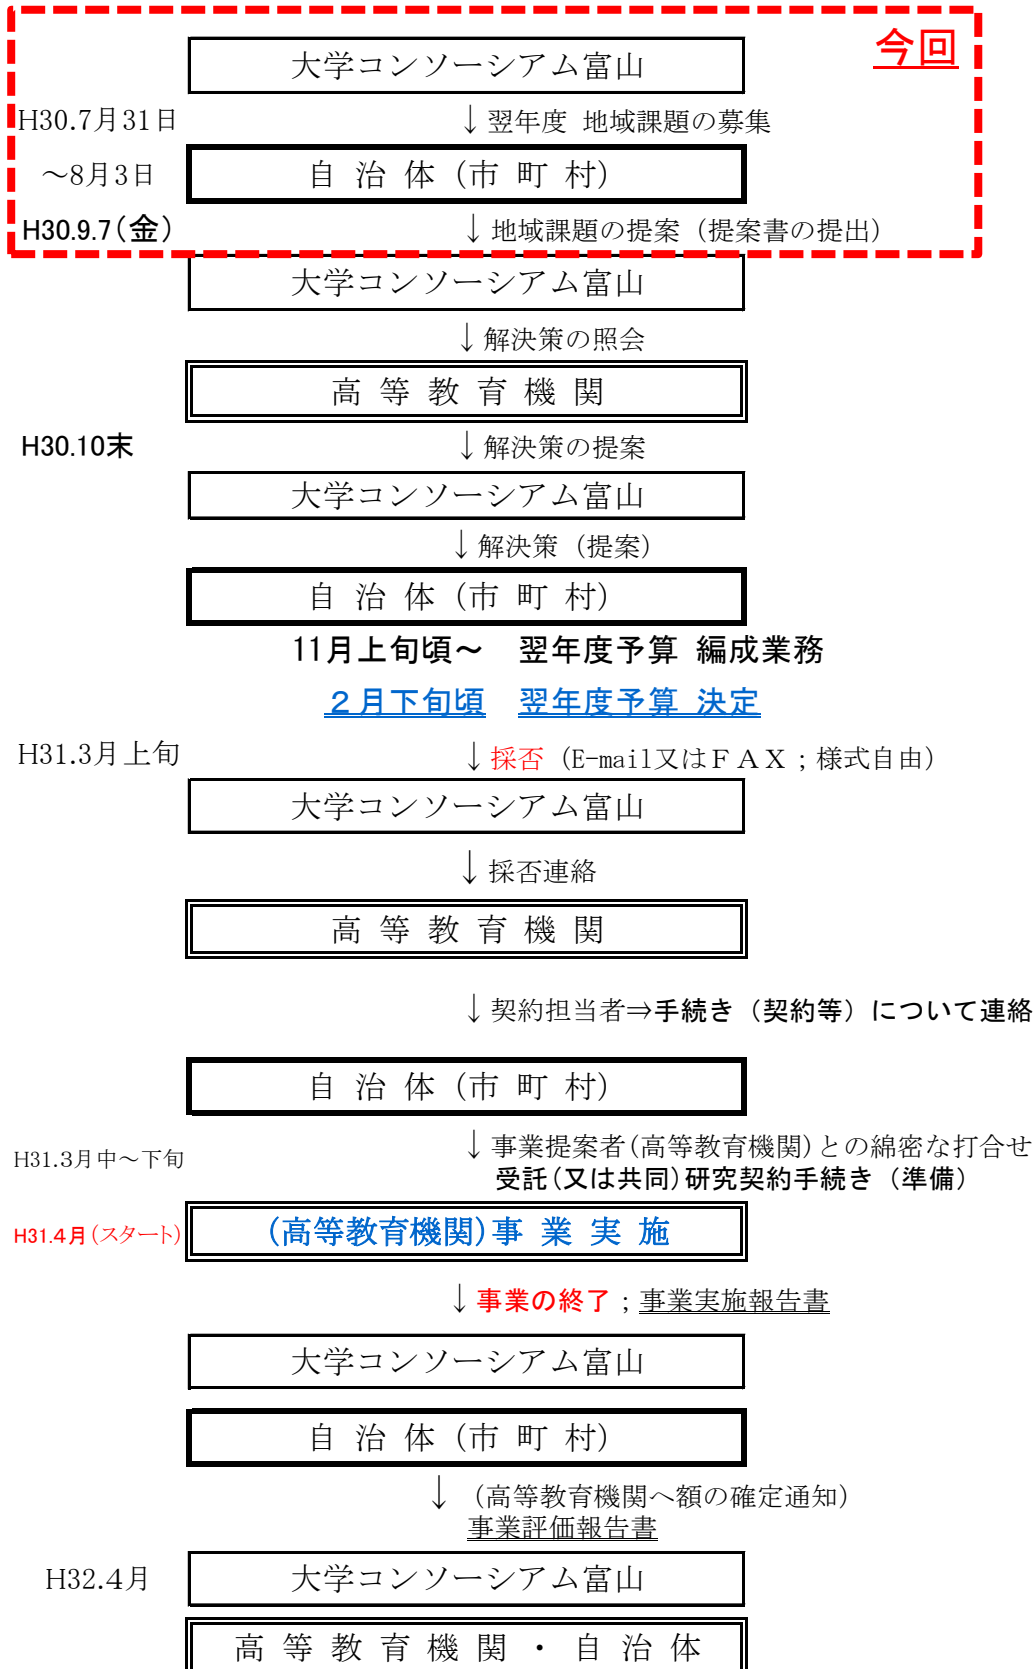 今回
大学コンソーシアム富山
H30.7月31日 ↓翌年度 地域課題の募集
～8月3日 自 治 体（市 町 村）
H30.9.7（金） ↓地域課題の提案（提案書の提出）
大学コンソーシアム富山
↓解決策の照会
高 等 教 育 機 関
H30.10末 ↓解決策の提案
大学コンソーシアム富山
↓解決策（提案）
自 治 体（市 町 村）
11月上旬頃～ 翌年度予算 編成業務
２月下旬頃 翌年度予算 決定
H31.3月上旬 ↓採否（E-mail又はＦＡＸ；様式自由）
大学コンソーシアム富山
↓採否連絡
高 等 教 育 機 関
↓契約担当者⇒手続き（契約等）について連絡
自 治 体（市 町 村）
H31.3月中～下旬 ↓事業提案者（高等教育機関）との綿密な打合せ
受託（又は共同）研究契約手続き（準備）
H31.4月（スタート） （高等教育機関）事 業 実 施
↓事業の終了；事業実施報告書
大学コンソーシアム富山
自 治 体（市 町 村）
↓（高等教育機関へ額の確定通知）
事業評価報告書
H32.4月 大学コンソーシアム富山
高 等 教 育 機 関 ・ 自 治 体